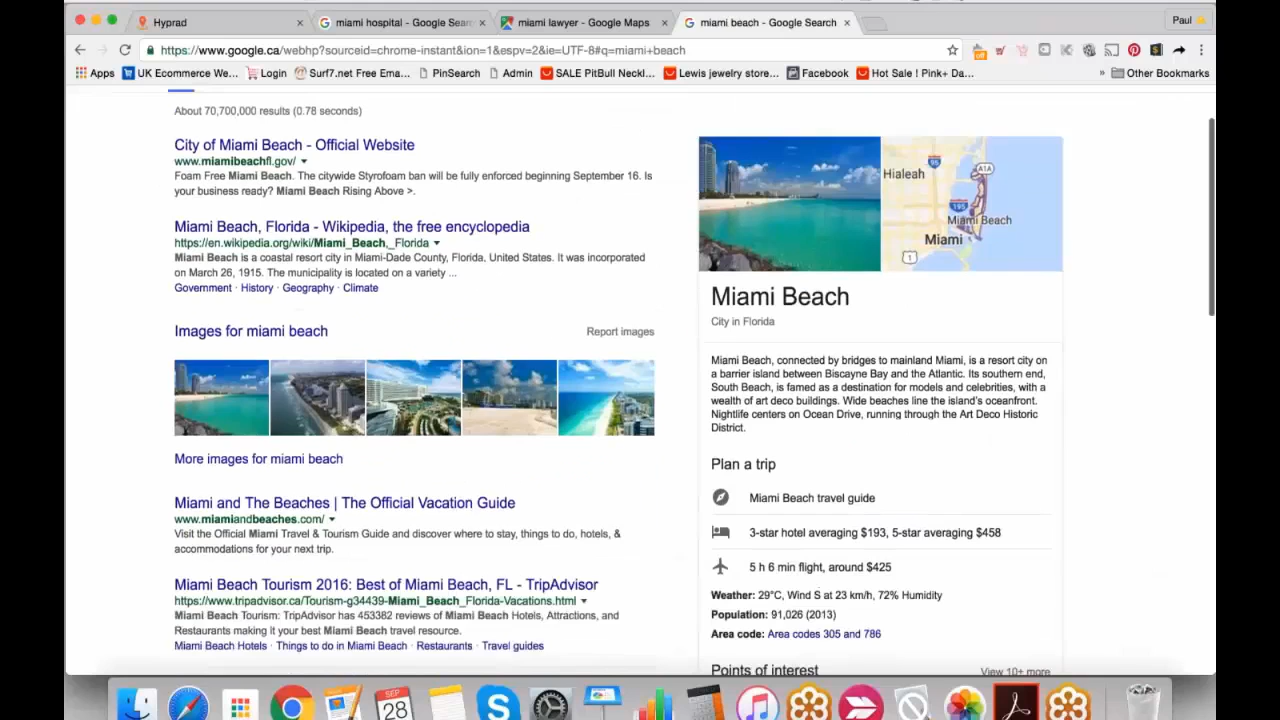 Hyprad
miami hospital - Google Sear
miami lawyer - Google Maps
miami beach - Google Search
Paul
https://www.google.ca/webhp?sourceid=chrome-instant&ion=1&espv=2&ie=UTF-8#q=miami+beach
Apps
UK Ecommerce We...
Login
Surf7.net Free Ema...
PinSearch
Admin
SALE PitBull Neckl...
Lewis jewelry store...
Facebook
Hot Sale ! Pink+ Da...
» Other Bookmarks
About 70,700,000 results (0.78 seconds)
City of Miami Beach - Official Website
www.miamibeachfl.gov/
Foam Free Miami Beach. The citywide Styrofoam ban will be fully enforced beginning September 16. Is
your business ready? Miami Beach Rising Above >.
Miami Beach, Florida - Wikipedia, the free encyclopedia
https://en.wikipedia.org/wiki/Miami_Beach,_Florida
Miami Beach is a coastal resort city in Miami-Dade County, Florida, United States. It was incorporated
on March 26, 1915. The municipality is located on a variety ...
Government · History · Geography · Climate
Images for miami beach
Report images
More images for miami beach
Miami and The Beaches | The Official Vacation Guide
www.miamiandbeaches.com/
Visit the Official Miami Travel & Tourism Guide and discover where to stay, things to do, hotels, &
accommodations for your next trip.
Miami Beach Tourism 2016: Best of Miami Beach, FL - TripAdvisor
https://www.tripadvisor.ca/Tourism-g34439-Miami_Beach_Florida-Vacations.html
Miami Beach Tourism: TripAdvisor has 453382 reviews of Miami Beach Hotels, Attractions, and
Restaurants making it your best Miami Beach travel resource.
Miami Beach Hotels · Things to do in Miami Beach · Restaurants · Travel guides
Hialeah
95
A1A
195
Miami Beach
Miami
1
Miami Beach
City in Florida
Miami Beach, connected by bridges to mainland Miami, is a resort city on
a barrier island between Biscayne Bay and the Atlantic. Its southern end,
South Beach, is famed as a destination for models and celebrities, with a
wealth of art deco buildings. Wide beaches line the island's oceanfront.
Nightlife centers on Ocean Drive, running through the Art Deco Historic
District.
Plan a trip
Miami Beach travel guide
3-star hotel averaging $193, 5-star averaging $458
5 h 6 min flight, around $425
Weather: 29°C, Wind S at 23 km/h, 72% Humidity
Population: 91,026 (2013)
Area code: Area codes 305 and 786
Points of interest
View 10+ more
SEP
28